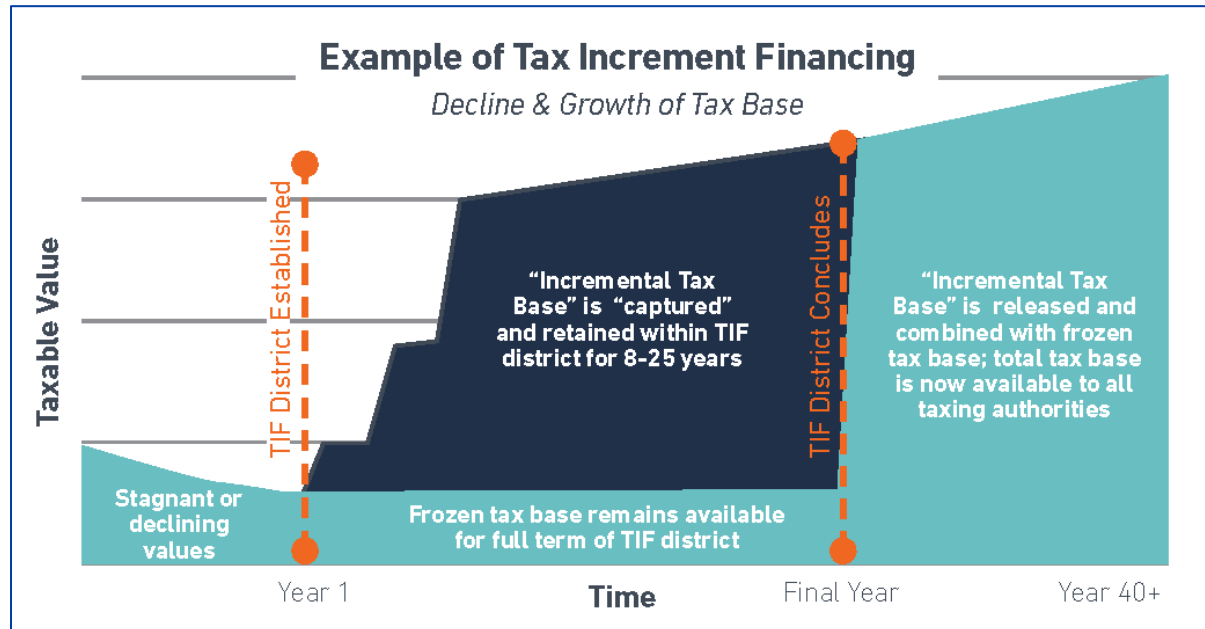 Example of Tax Increment Financing
Decline & Growth of Tax Base
Taxable Value
TIF District Established
TIF District Concludes
“Incremental Tax
Base” is “captured”
and retained within TIF
district for 8-25 years
“Incremental Tax
Base” is released and
combined with frozen
tax base; total tax base
is now available to all
taxing authorities
Stagnant or
declining
values
Frozen tax base remains available
for full term of TIF district
Year 1
Time
Final Year
Year 40+